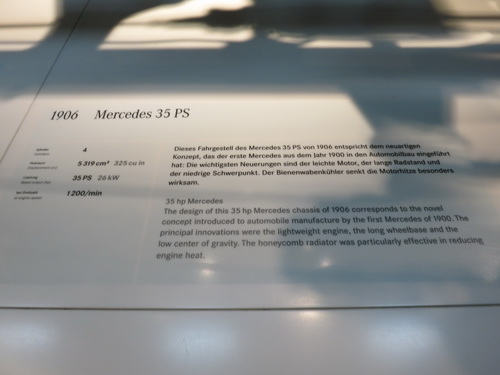 1906 Mercedes 35 PS
4
5 319 cm³ 325 cu in
35 PS 26 kW
1 200/min
Dieses Fahrgestell des Mercedes 35 PS von 1906 entspricht dem neuartigen
Konzept, das der erste Mercedes aus dem Jahr 1900 in den Automobilbau eingeführt
hat: Die wichtigsten Neuerungen sind der leichte Motor, der lange Radstand und
der niedrige Schwerpunkt. Der Bienenwabenkühler senkt die Motorhitze besonders
wirksam.
35 hp Mercedes
The design of this 35 hp Mercedes chassis of 1906 corresponds to the novel
concept introduced to automobile manufacture by the first Mercedes of 1900. The
principal innovations were the lightweight engine, the long wheelbase and the
low center of gravity. The honeycomb radiator was particularly effective in reducing
engine heat.